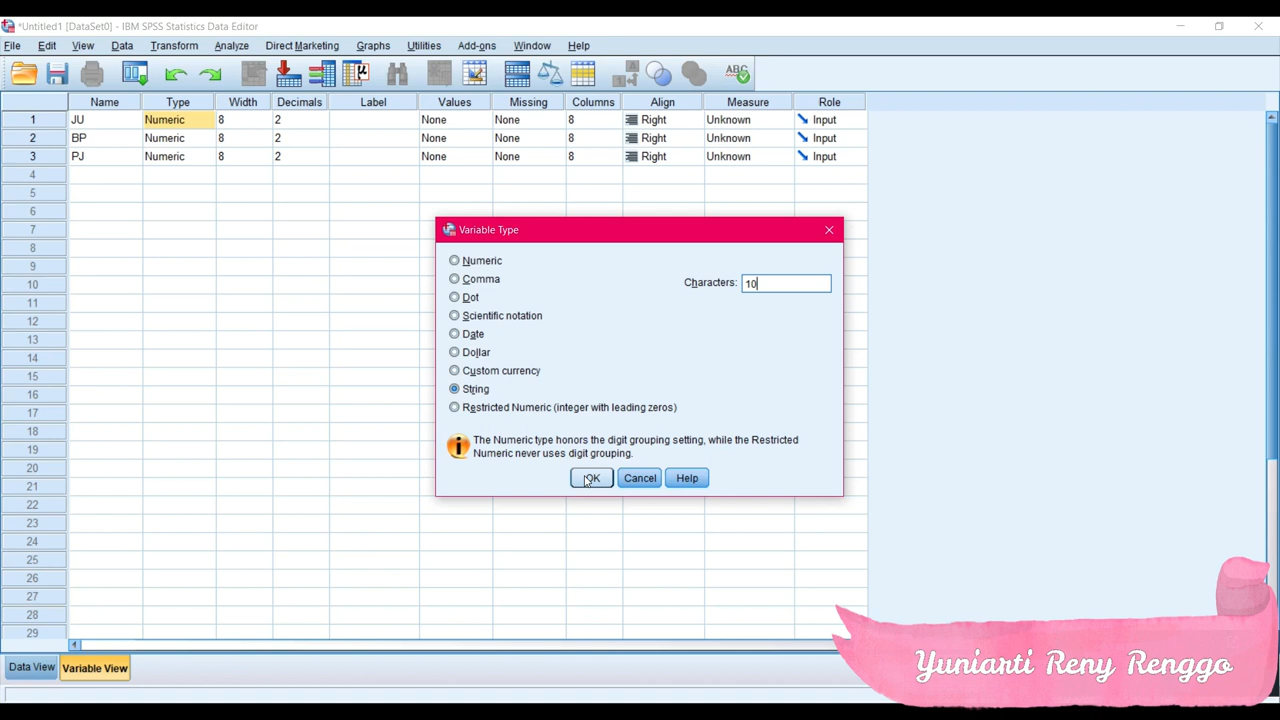 *Untitled1 [DataSet0] - IBM SPSS Statistics Data Editor
File Edit View Data Transform Analyze Direct Marketing Graphs Utilities Add-ons Window Help
Name Type Width Decimals Label Values Missing Columns Align Measure Role
1 JU Numeric 8 2 None None 8 Right Unknown Input
2 BP Numeric 8 2 None None 8 Right Unknown Input
3 PJ Numeric 8 2 None None 8 Right Unknown Input
4
5
6
7
8
9
10
11
12
13
14
15
16
17
18
19
20
21
22
23
24
25
26
27
28
29
Variable Type
Numeric
Comma
Dot
Scientific notation
Date
Dollar
Custom currency
String
Restricted Numeric (integer with leading zeros)
Characters: 10
The Numeric type honors the digit grouping setting, while the Restricted
Numeric never uses digit grouping.
OK Cancel Help
Data View Variable View
Yuniarti Reny Renggo